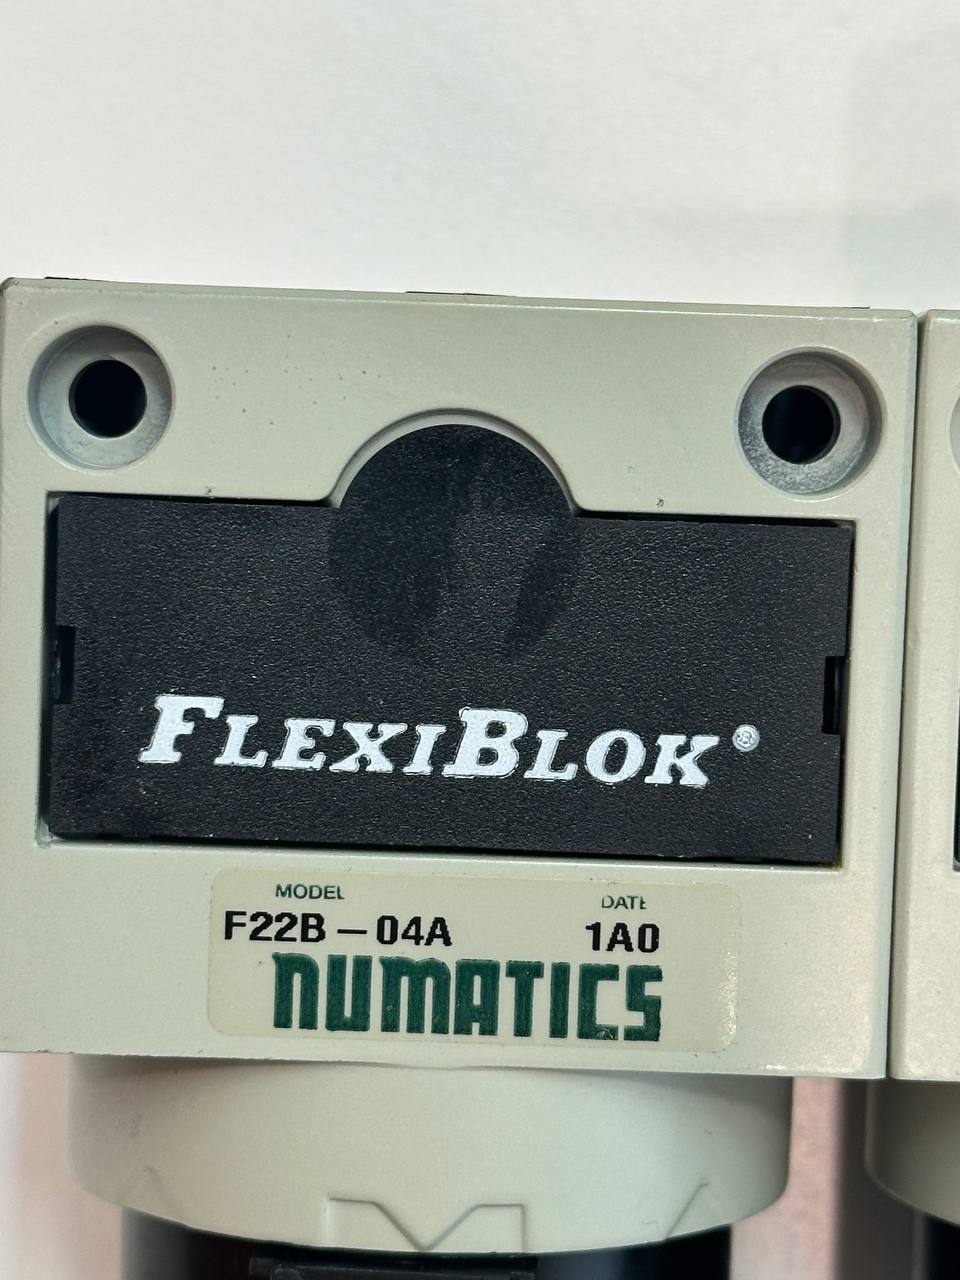 FLEXIBLOK®
MODEL DATE
F22B-04A 1A0
NUMATICS